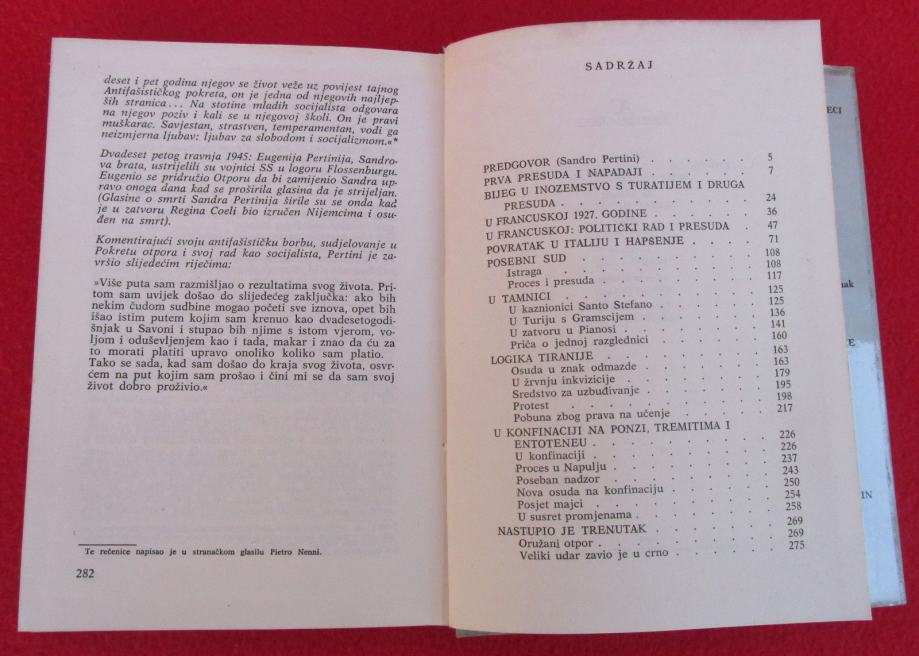 deset i pet godina njegov se život veže uz povijest tajnog
Antifašističkog pokreta, on je jedna od njegovih najljep-
ših stranica... Na stotine mladih socijalista odgovara
na njegov poziv i kali se u njegovoj školi. On je pravi
muškarac. Savjestan, strastven, temperamentan, vodi ga
neizmjerna ljubav: ljubav za slobodom i socijalizmom.«*
Dvadeset petog travnja 1945: Eugenija Pertinija, Sandro-
va brata, ustrijelili su vojnici SS u logoru Flossenburgu.
Eugenio se pridružio Otporu da bi zamijenio Sandra up-
ravo onoga dana kad se proširila glasina da je strijeljan.
(Glasine o smrti Sandra Pertinija širile su se onda kad
je u zatvoru Regina Coeli bio izručen Nijemcima i osu-
đen na smrt).
Komentirajući svoju antifašističku borbu, sudjelovanje u
Pokretu otpora i svoj rad kao socijalista, Pertini je za-
vršio slijedećim riječima:
»Više puta sam razmišljao o rezultatima svog života. Pri-
tom sam uvijek došao do slijedećeg zaključka: ako bih
nekim čudom sudbine mogao početi sve iznova, opet bih
išao istim putem kojim sam krenuo kao dvadesetogodi-
šnjak u Savoni i stupao bih njime s istom vjerom, vo-
ljom i oduševljenjem kao i tada, makar i znao da ću za
to morati platiti upravo onoliko koliko sam platio.
Tako se sada, kad sam došao do kraja svog života, osvr-
ćem na put kojim sam prošao i čini mi se da sam svoj
život dobro proživio.«
Te rečenice napisao je u stranačkom glasilu Pietro Nenni.
282
SADRŽAJ
PREDGOVOR (Sandro Pertini) . . . . . . 5
PRVA PRESUDA I NAPADAJI . . . . . . 7
BIJEG U INOZEMSTVO S TURATIJEM I DRUGA
PRESUDA . . . . . . . . . . 24
U FRANCUSKOJ 1927. GODINE . . . . . . 36
U FRANCUSKOJ: POLITIČKI RAD I PRESUDA . 47
POVRATAK U ITALIJU I HAPŠENJE . . . . 71
POSEBNI SUD . . . . . . . . . . 108
Istraga . . . . . . . . . . 108
Proces i presuda . . . . . . . . 117
U TAMNICI . . . . . . . . . . 125
U kaznionici Santo Stefano . . . . . . 125
U Turiju s Gramscijem . . . . . . . 136
U zatvoru u Pianosi . . . . . . . . 141
Priča o jednoj razglednici . . . . . . 160
LOGIKA TIRANIJE . . . . . . . . . 163
Osuda u znak odmazde . . . . . . . 163
U žrvnju inkvizicije . . . . . . . . 179
Sredstvo za uzbuđivanje . . . . . . . 195
Protest . . . . . . . . . . 198
Pobuna zbog prava na učenje . . . . . 217
U KONFINACIJI NA PONZI, TREMITIMA I
ENTOTENEU . . . . . . . . . 226
U konfinaciji . . . . . . . . . 226
Proces u Napulju . . . . . . . . 237
Poseban nadzor . . . . . . . . 243
Nova osuda na konfinaciju . . . . . . 250
Posjet majci . . . . . . . . . 254
U susret promjenama . . . . . . . . 258
NASTUPIO JE TRENUTAK . . . . . . . 269
Oružani otpor . . . . . . . . . 269
Veliki udar zavio je u crno . . . . . . 275
ECI
nak
E
IN